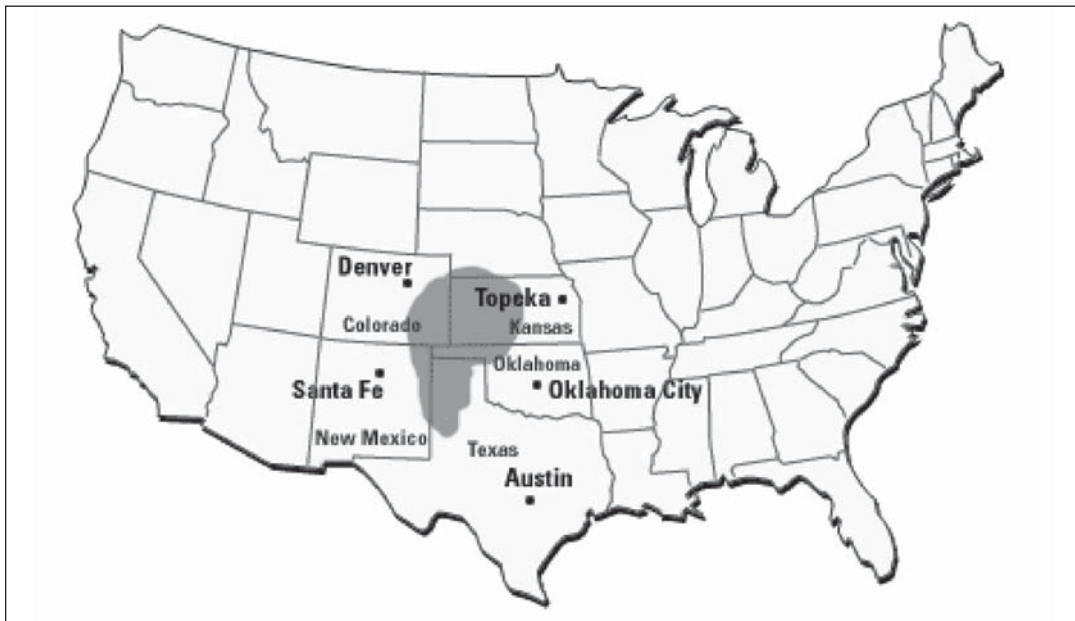 Denver
Topeka
Colorado
Kansas
Oklahoma
Santa Fe
Oklahoma City
New Mexico
Texas
Austin